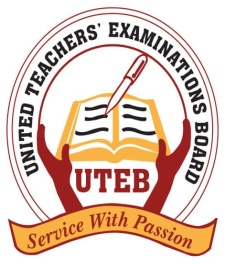 UNITED TEACHERS' EXAMINATIONS BOARD
UTEB
Service With Passion